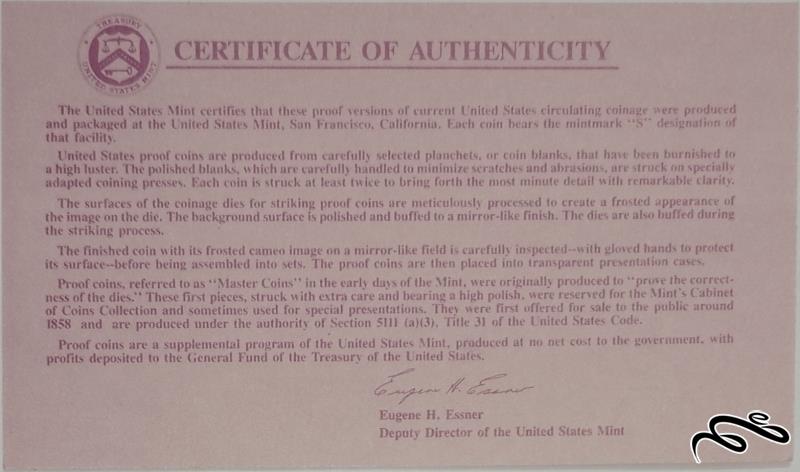 TREASURY
UNITED STATES MINT
CERTIFICATE OF AUTHENTICITY
The United States Mint certifies that these proof versions of current United States circulating coinage were produced
and packaged at the United States Mint, San Francisco, California. Each coin bears the mintmark "S" designation of
that facility.
United States proof coins are produced from carefully selected planchets, or coin blanks, that have been burnished to
a high luster. The polished blanks, which are carefully handled to minimize scratches and abrasions, are struck on specially
adapted coining presses. Each coin is struck at least twice to bring forth the most minute detail with remarkable clarity.
The surfaces of the coinage dies for striking proof coins are meticulously processed to create a frosted appearance of
the image on the die. The background surface is polished and buffed to a mirror-like finish. The dies are also buffed during
the striking process.
The finished coin with its frosted cameo image on a mirror-like field is carefully inspected--with gloved hands to protect
its surface--before being assembled into sets. The proof coins are then placed into transparent presentation cases.
Proof coins, referred to as "Master Coins" in the early days of the Mint, were originally produced to "prove the correct-
ness of the dies." These first pieces, struck with extra care and bearing a high polish, were reserved for the Mint's Cabinet
of Coins Collection and sometimes used for special presentations. They were first offered for sale to the public around
1858 and are produced under the authority of Section 5111 (a)(3), Title 31 of the United States Code.
Proof coins are a supplemental program of the United States Mint, produced at no net cost to the government, with
profits deposited to the General Fund of the Treasury of the United States.
Eugene H. Essner
Eugene H. Essner
Deputy Director of the United States Mint